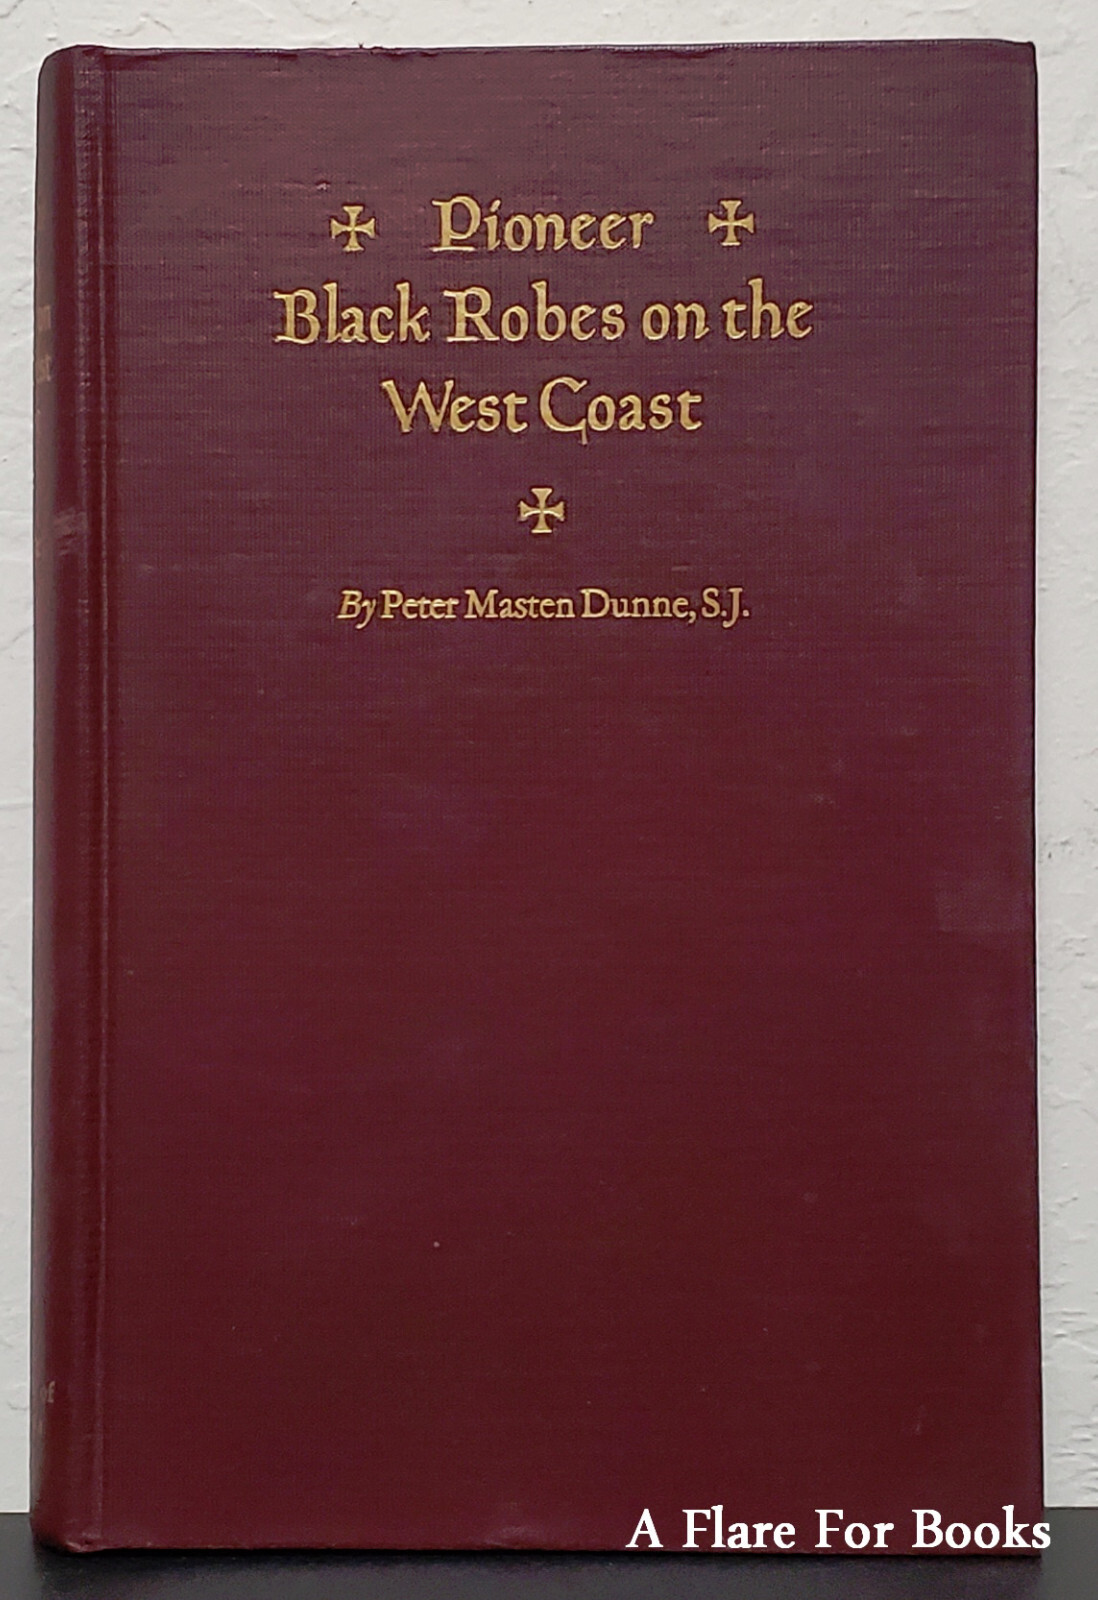 Pioneer
Black Robes on the
West Coast
By Peter Masten Dunne, S.J.
A Flare For Books